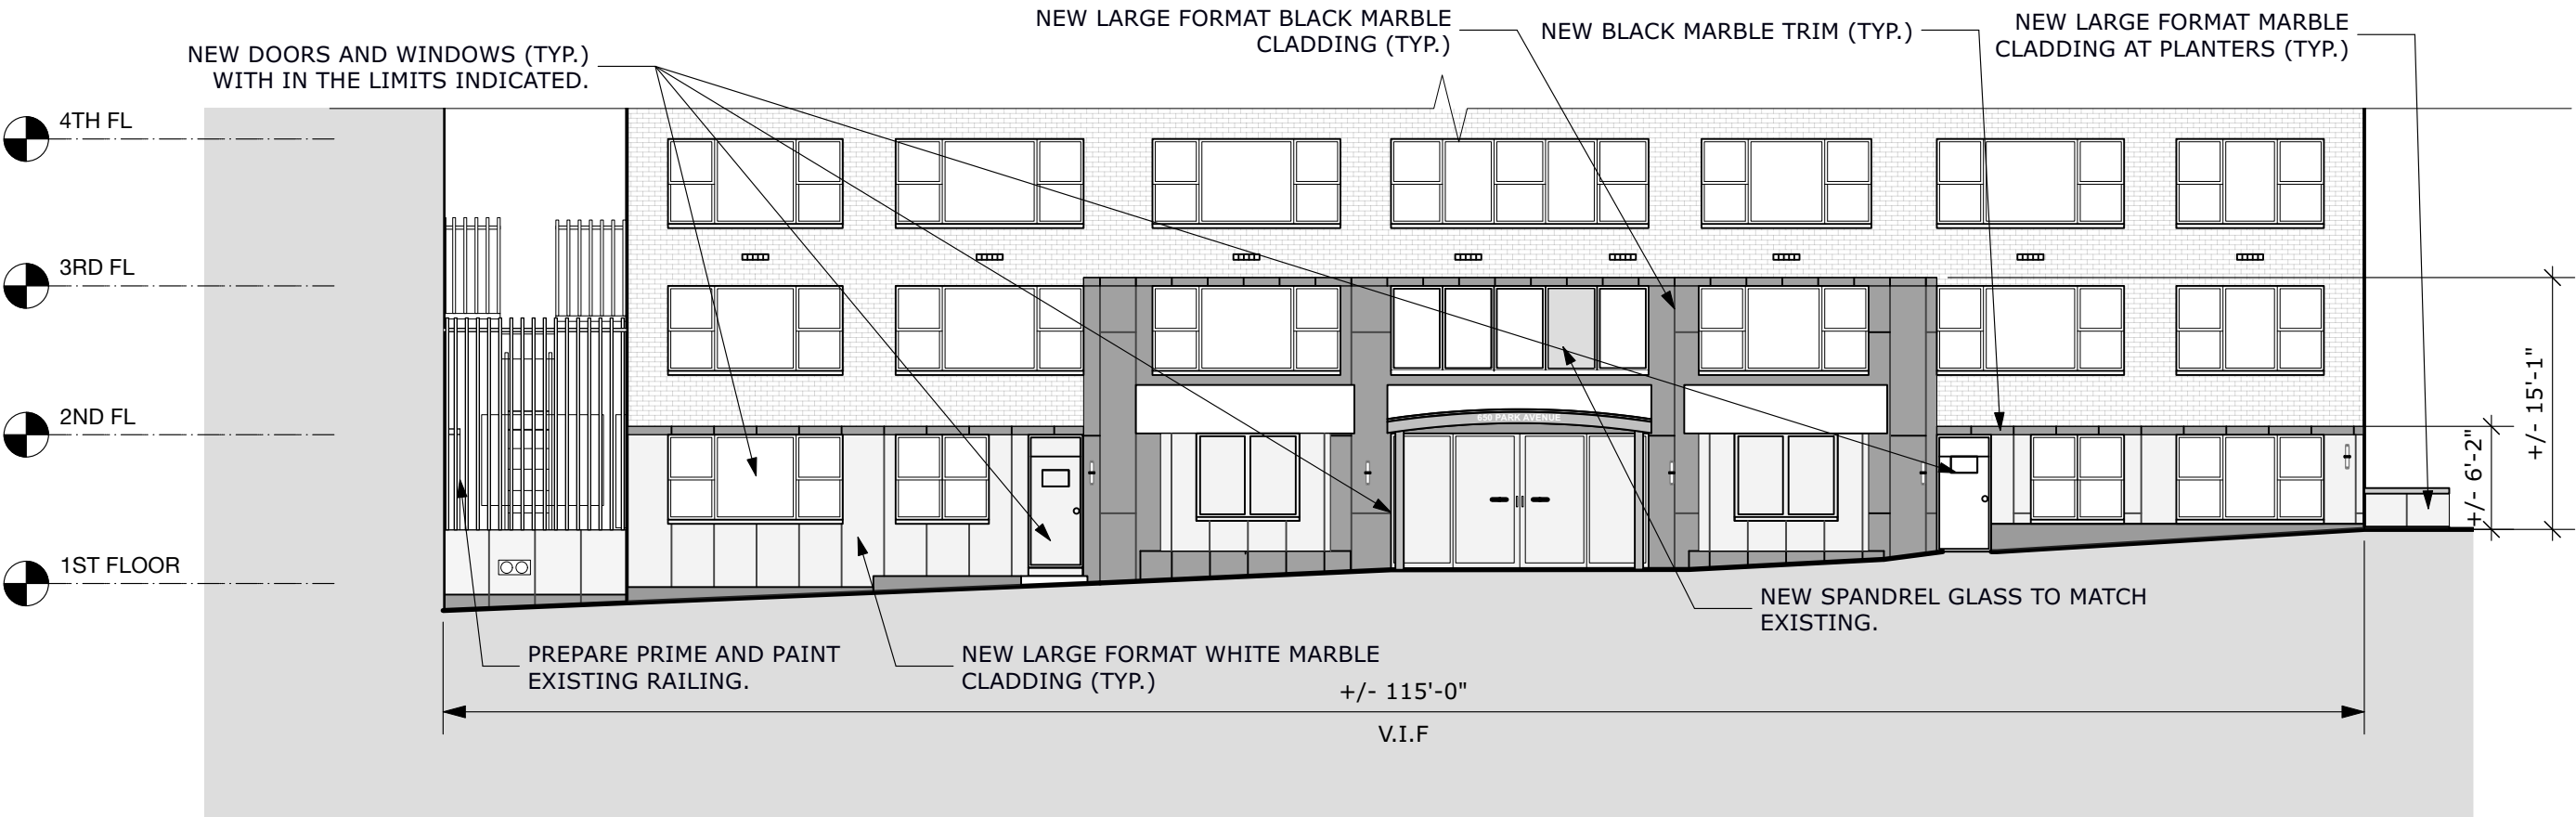 NEW LARGE FORMAT BLACK MARBLE
CLADDING (TYP.)
NEW BLACK MARBLE TRIM (TYP.)
NEW LARGE FORMAT MARBLE
CLADDING AT PLANTERS (TYP.)
NEW DOORS AND WINDOWS (TYP.)
WITH IN THE LIMITS INDICATED.
4TH FL
3RD FL
2ND FL
1ST FLOOR
650 PARK AVENUE
+/- 15'-1"
+/- 6'-2"
NEW SPANDREL GLASS TO MATCH
EXISTING.
PREPARE PRIME AND PAINT
EXISTING RAILING.
NEW LARGE FORMAT WHITE MARBLE
CLADDING (TYP.)
+/- 115'-0"
V.I.F